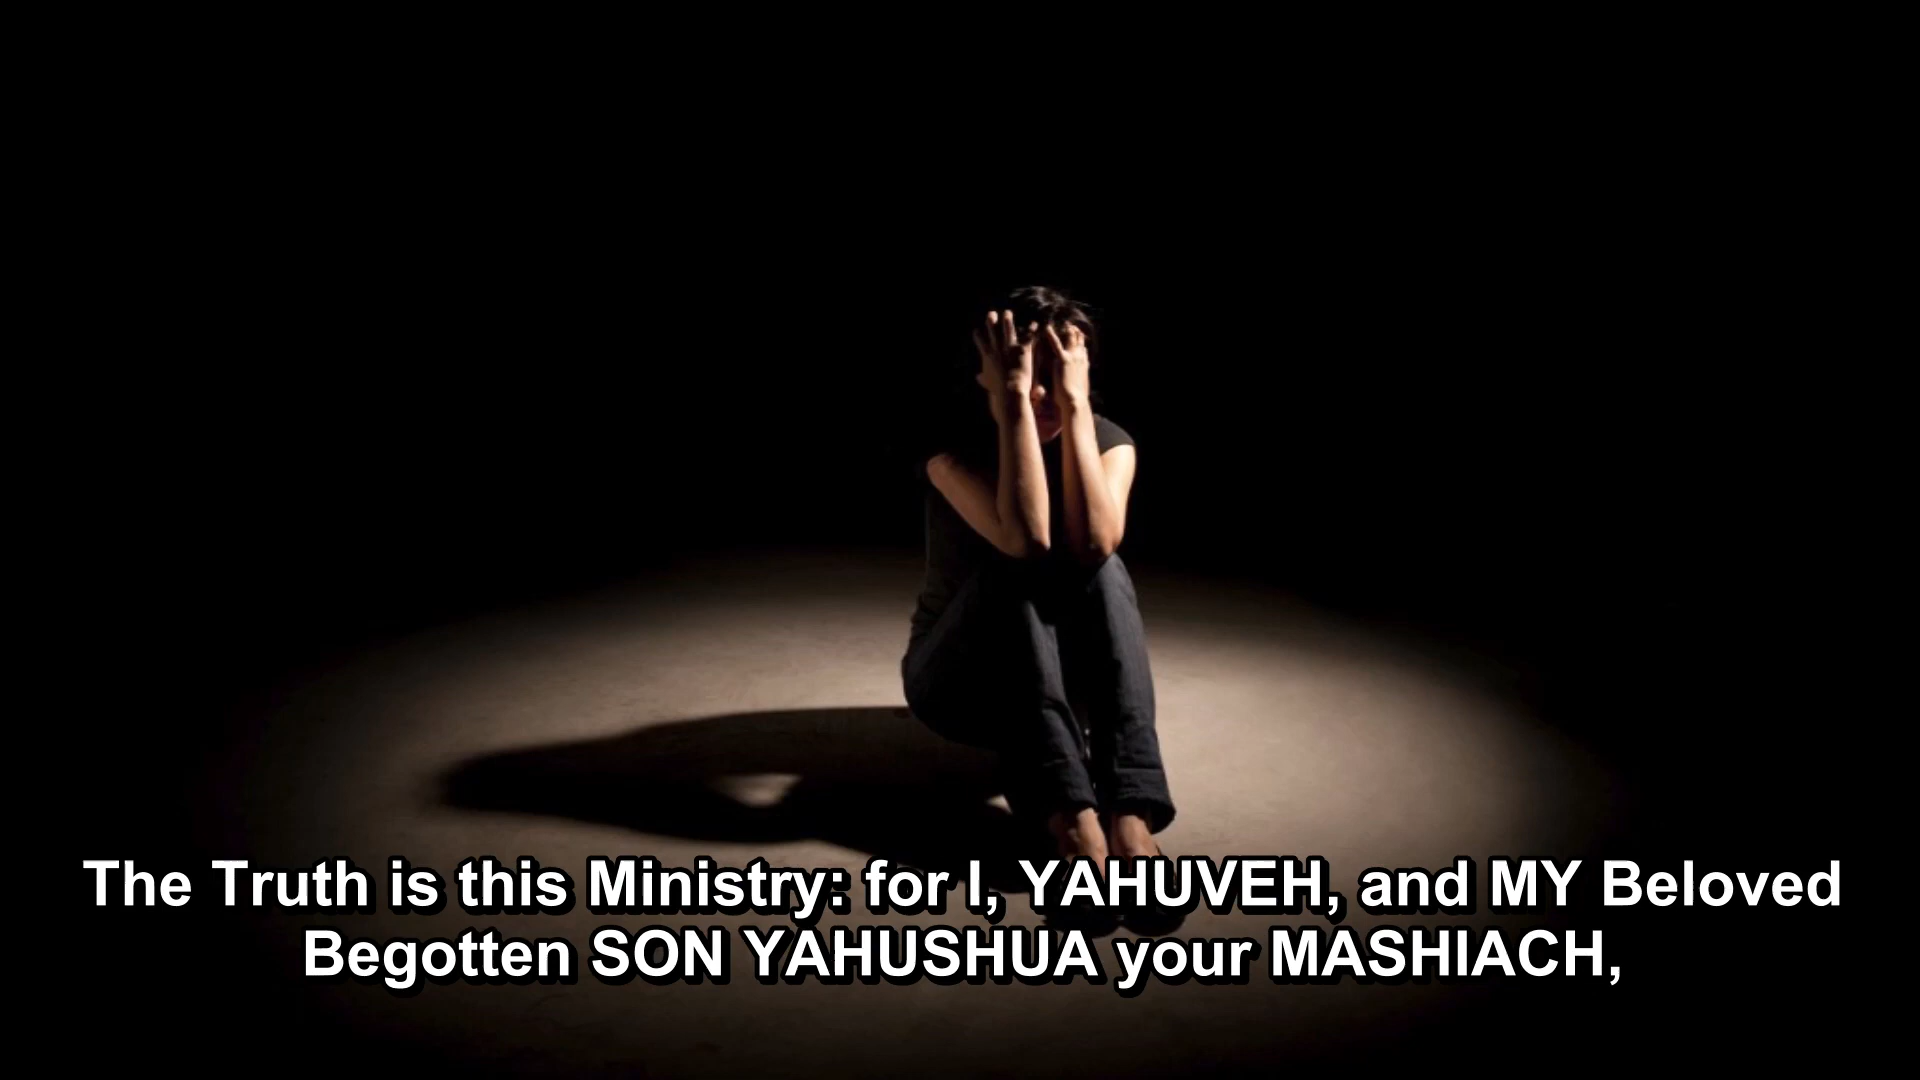 The Truth is this Ministry: for I, YAHUVEH, and MY Beloved
Begotten SON YAHUSHUA your MASHIACH,